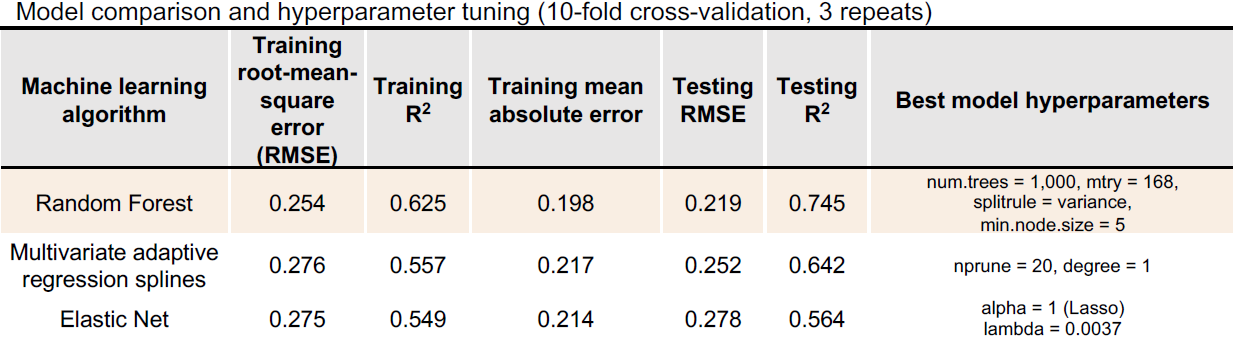 Model comparison and hyperparameter tuning (10-fold cross-validation, 3 repeats)
Machine learning algorithm | Training root-mean-square error (RMSE) | Training R² | Training mean absolute error | Testing RMSE | Testing R² | Best model hyperparameters
Random Forest | 0.254 | 0.625 | 0.198 | 0.219 | 0.745 | num.trees = 1,000, mtry = 168, splitrule = variance, min.node.size = 5
Multivariate adaptive regression splines | 0.276 | 0.557 | 0.217 | 0.252 | 0.642 | nprune = 20, degree = 1
Elastic Net | 0.275 | 0.549 | 0.214 | 0.278 | 0.564 | alpha = 1 (Lasso) lambda = 0.0037